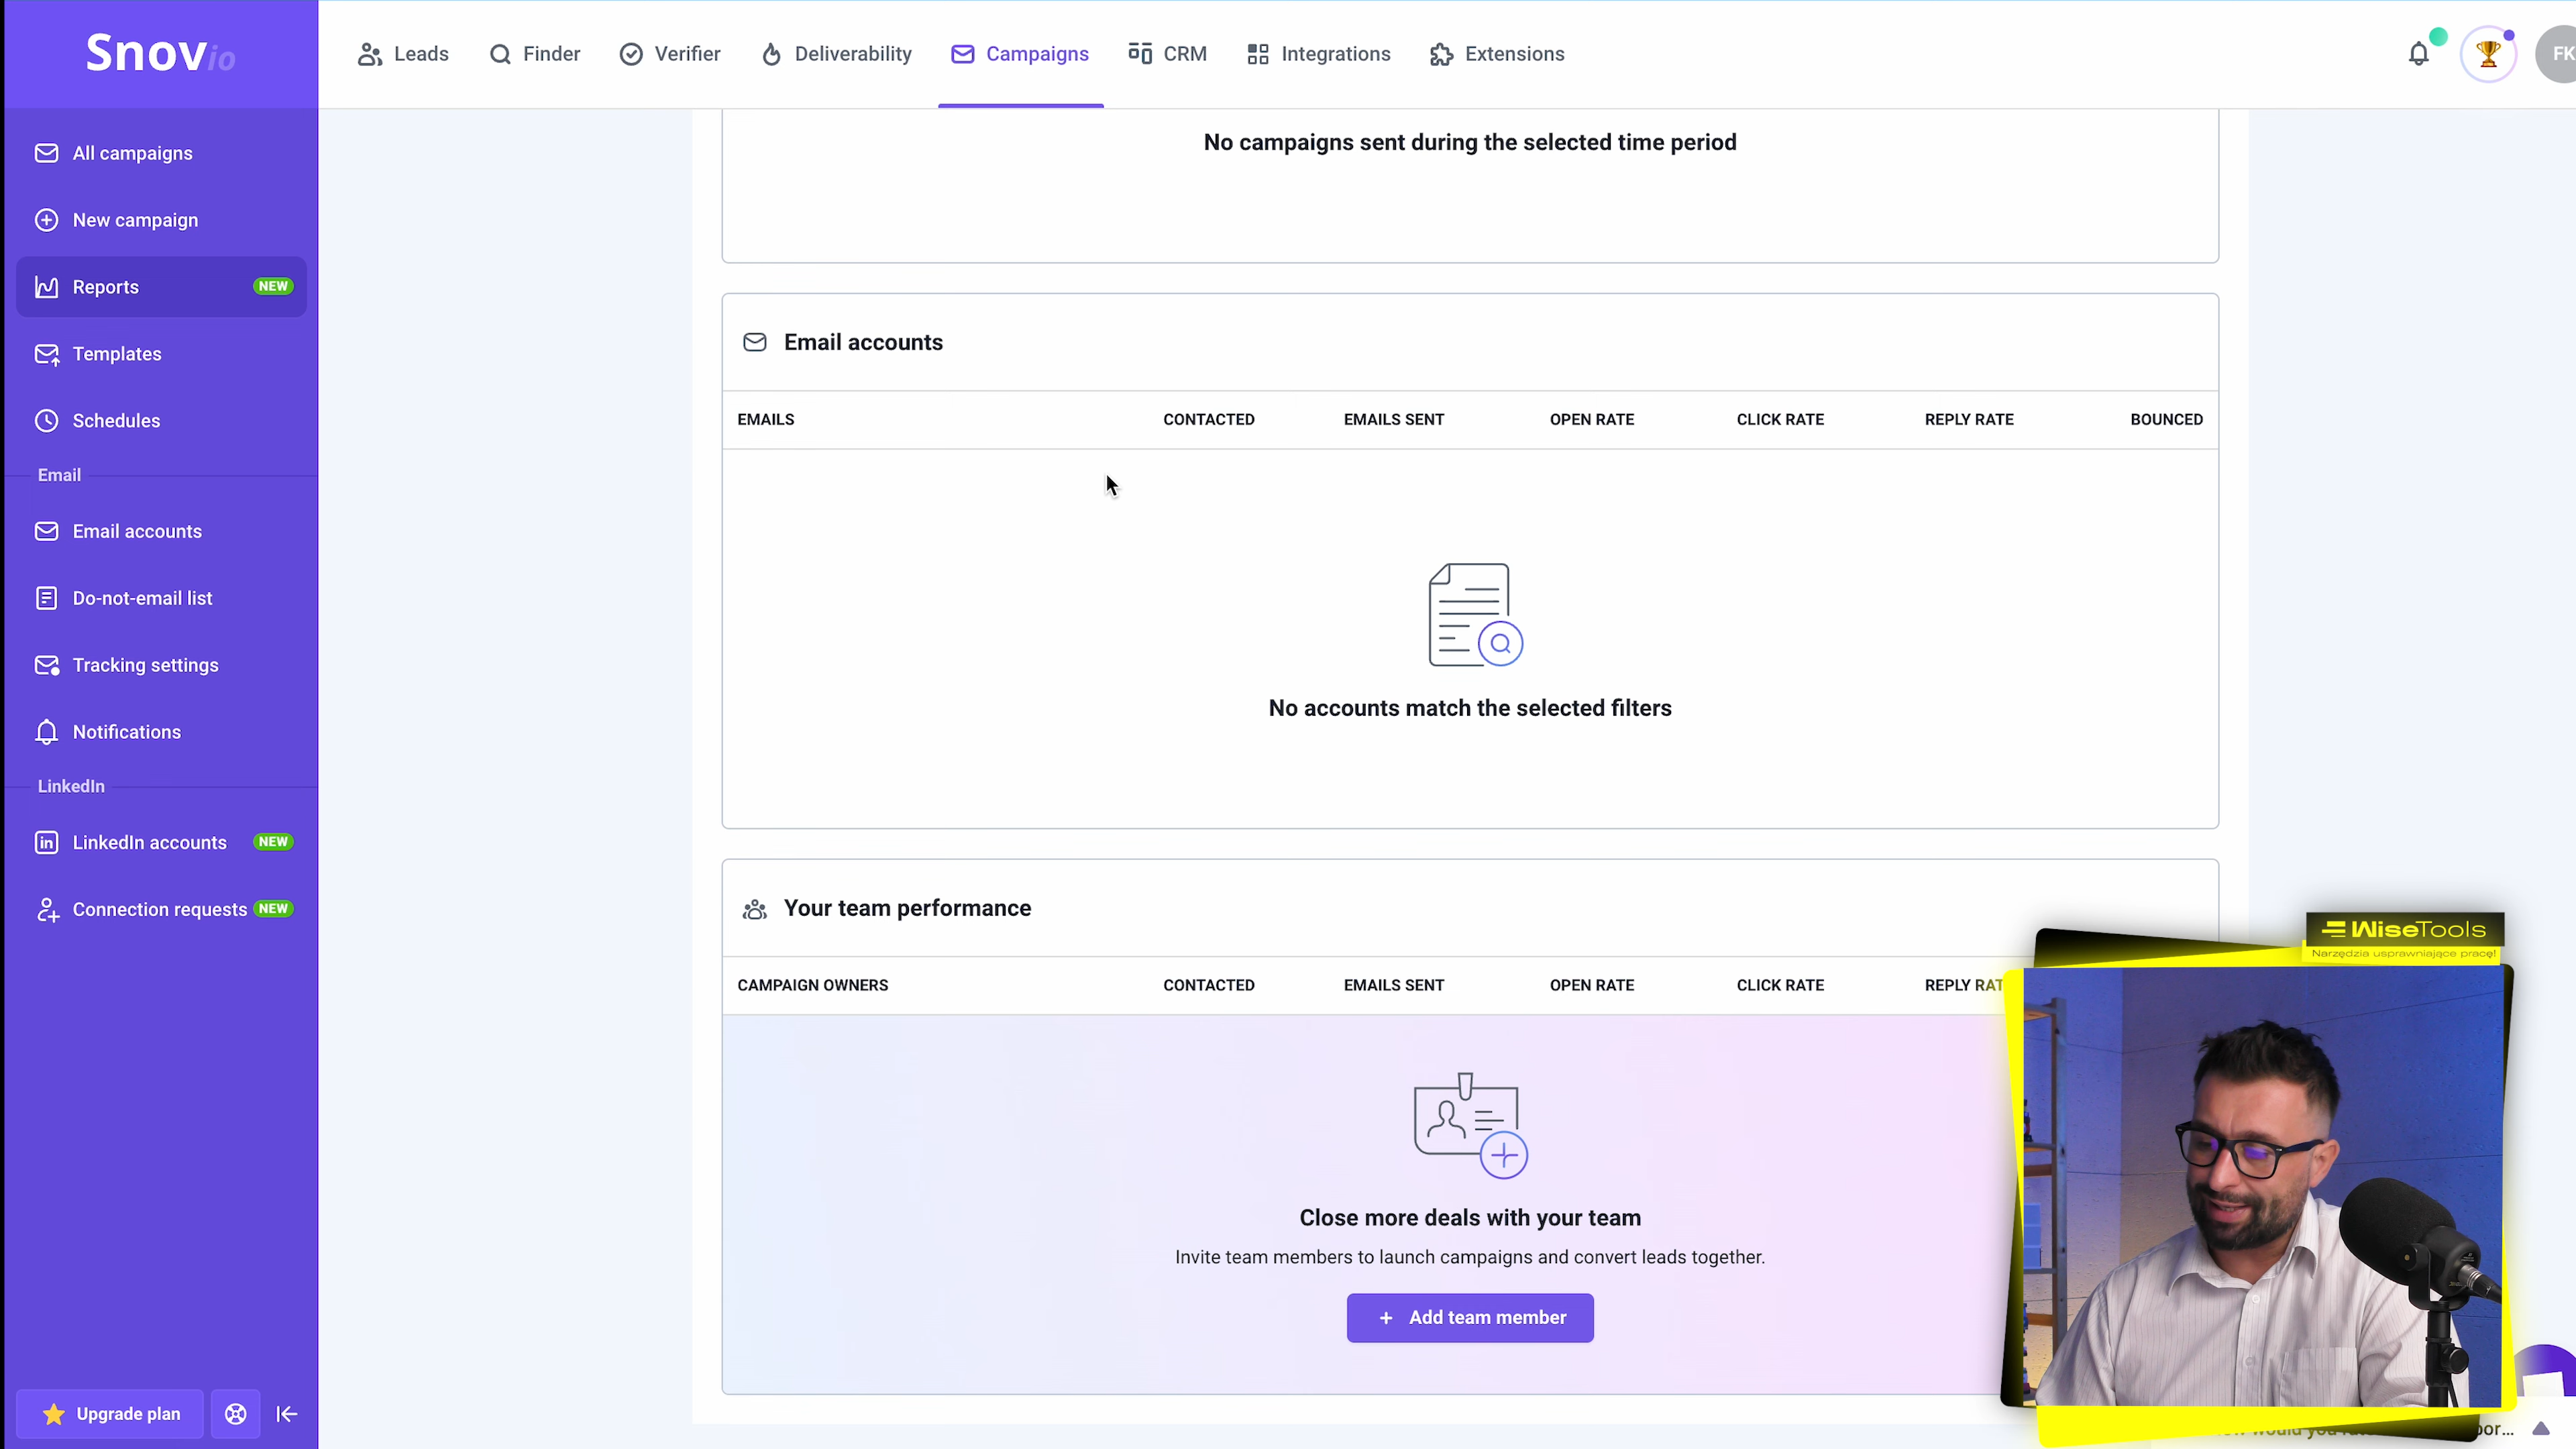 Snovio
Leads
Finder
Verifier
Deliverability
Campaigns
CRM
Integrations
Extensions
FK
All campaigns
New campaign
Reports NEW
Templates
Schedules
Email
Email accounts
Do-not-email list
Tracking settings
Notifications
LinkedIn
LinkedIn accounts NEW
Connection requests NEW
Upgrade plan
No campaigns sent during the selected time period
Email accounts
EMAILS CONTACTED EMAILS SENT OPEN RATE CLICK RATE REPLY RATE BOUNCED
No accounts match the selected filters
Your team performance
CAMPAIGN OWNERS CONTACTED EMAILS SENT OPEN RATE CLICK RATE REPLY RAT
Close more deals with your team
Invite team members to launch campaigns and convert leads together.
+ Add team member
WiseTools
Narzędzia usprawniające pracę!